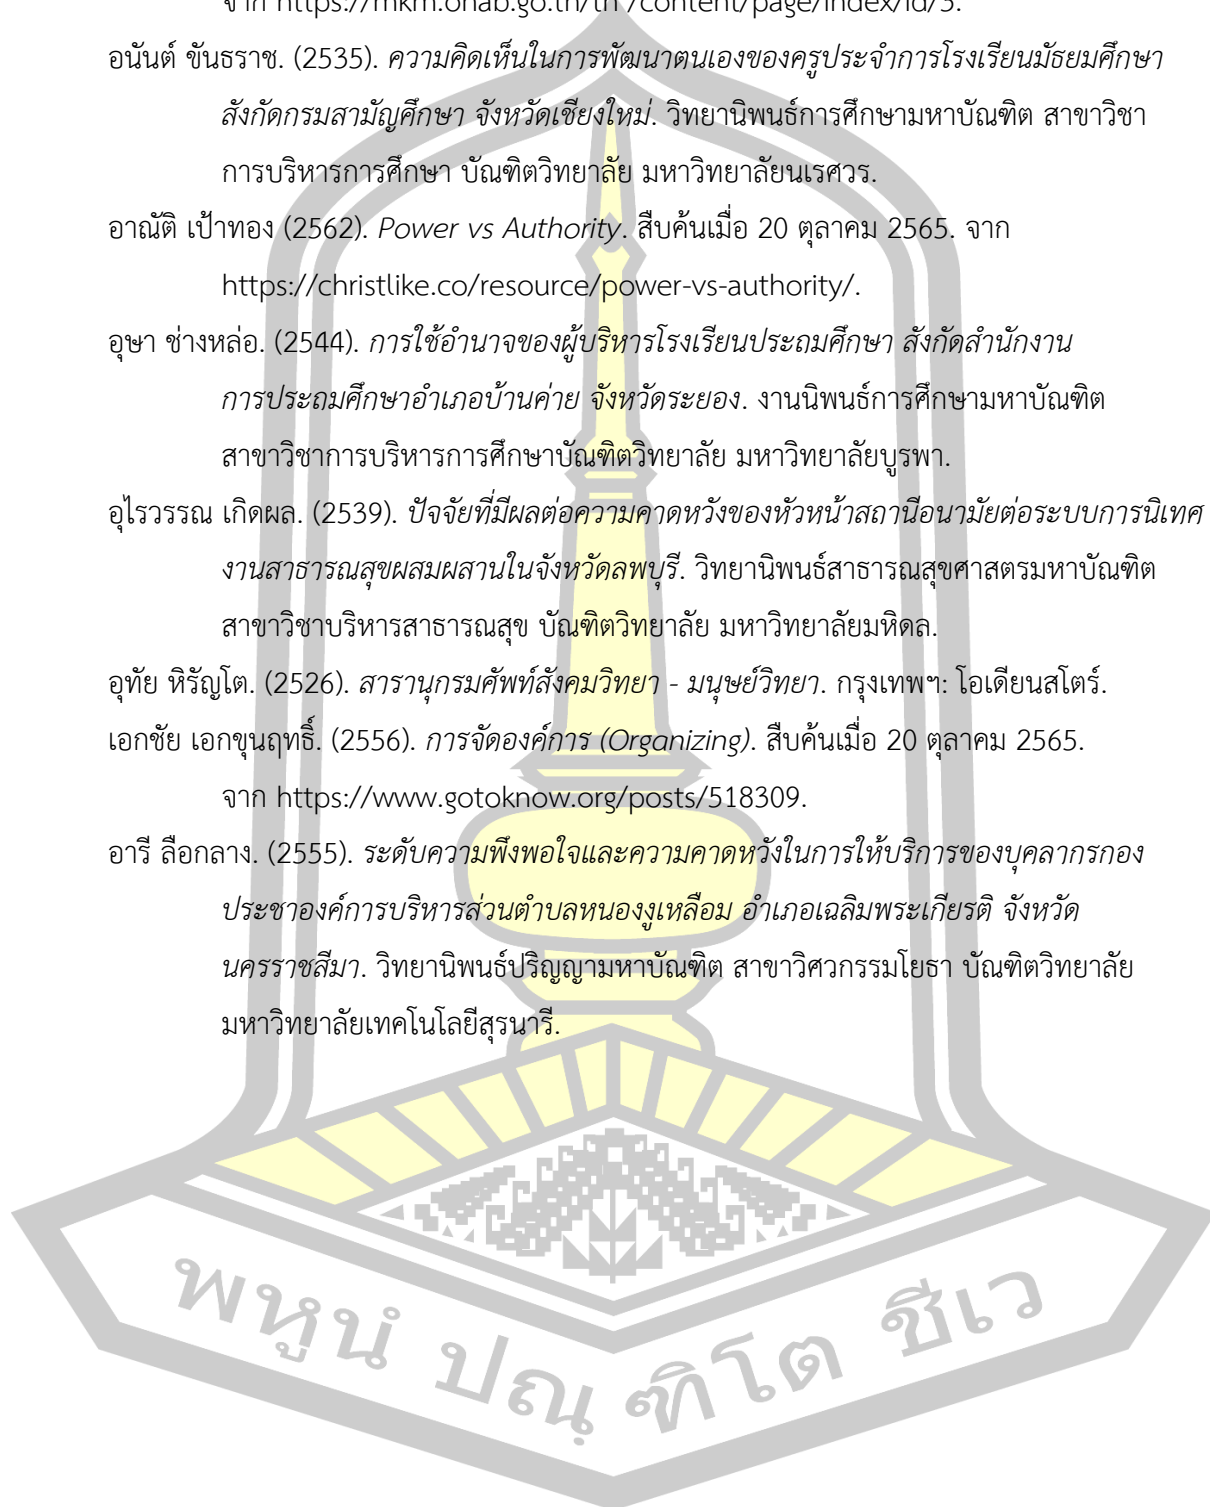 จาก https://mkm.onab.go.th/th /content/page/index/id/3.
อนันต์ ขันธราช. (2535). ความคิดเห็นในการพัฒนาตนเองของครูประจำการโรงเรียนมัธยมศึกษา
สังกัดกรมสามัญศึกษา จังหวัดเชียงใหม่. วิทยานิพนธ์การศึกษามหาบัณฑิต สาขาวิชา
การบริหารการศึกษา บัณฑิตวิทยาลัย มหาวิทยาลัยนเรศวร.
อาณัติ เป้าทอง (2562). Power vs Authority. สืบค้นเมื่อ 20 ตุลาคม 2565. จาก
https://christlike.co/resource/power-vs-authority/.
อุษา ช่างหล่อ. (2544). การใช้อำนาจของผู้บริหารโรงเรียนประถมศึกษา สังกัดสำนักงาน
การประถมศึกษาอำเภอบ้านค่าย จังหวัดระยอง. งานนิพนธ์การศึกษามหาบัณฑิต
สาขาวิชาการบริหารการศึกษาบัณฑิตวิทยาลัย มหาวิทยาลัยบูรพา.
อุไรวรรณ เกิดผล. (2539). ปัจจัยที่มีผลต่อความคาดหวังของหัวหน้าสถานีอนามัยต่อระบบการนิเทศ
งานสาธารณสุขผสมผสานในจังหวัดลพบุรี. วิทยานิพนธ์สาธารณสุขศาสตรมหาบัณฑิต
สาขาวิชาบริหารสาธารณสุข บัณฑิตวิทยาลัย มหาวิทยาลัยมหิดล.
อุทัย หิรัญโต. (2526). สารานุกรมศัพท์สังคมวิทยา - มนุษย์วิทยา. กรุงเทพฯ: โอเดียนสโตร์.
เอกชัย เอกขุนฤทธิ์. (2556). การจัดองค์การ (Organizing). สืบค้นเมื่อ 20 ตุลาคม 2565.
จาก https://www.gotoknow.org/posts/518309.
อารี ลือกลาง. (2555). ระดับความพึงพอใจและความคาดหวังในการให้บริการของบุคลากรกอง
ประชาองค์การบริหารส่วนตำบลหนองงูเหลือม อำเภอเฉลิมพระเกียรติ จังหวัด
นครราชสีมา. วิทยานิพนธ์ปริญญามหาบัณฑิต สาขาวิศวกรรมโยธา บัณฑิตวิทยาลัย
มหาวิทยาลัยเทคโนโลยีสุรนารี.
พหูนํ ปณฺฑิโต ชีเว